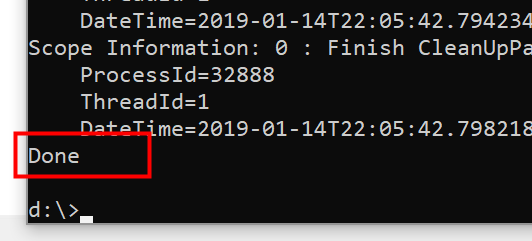 DateTime=2019-01-14T22:05:42.794234
Scope Information: 0 : Finish CleanUpPa
ProcessId=32888
ThreadId=1
DateTime=2019-01-14T22:05:42.798218
Done
d:\>